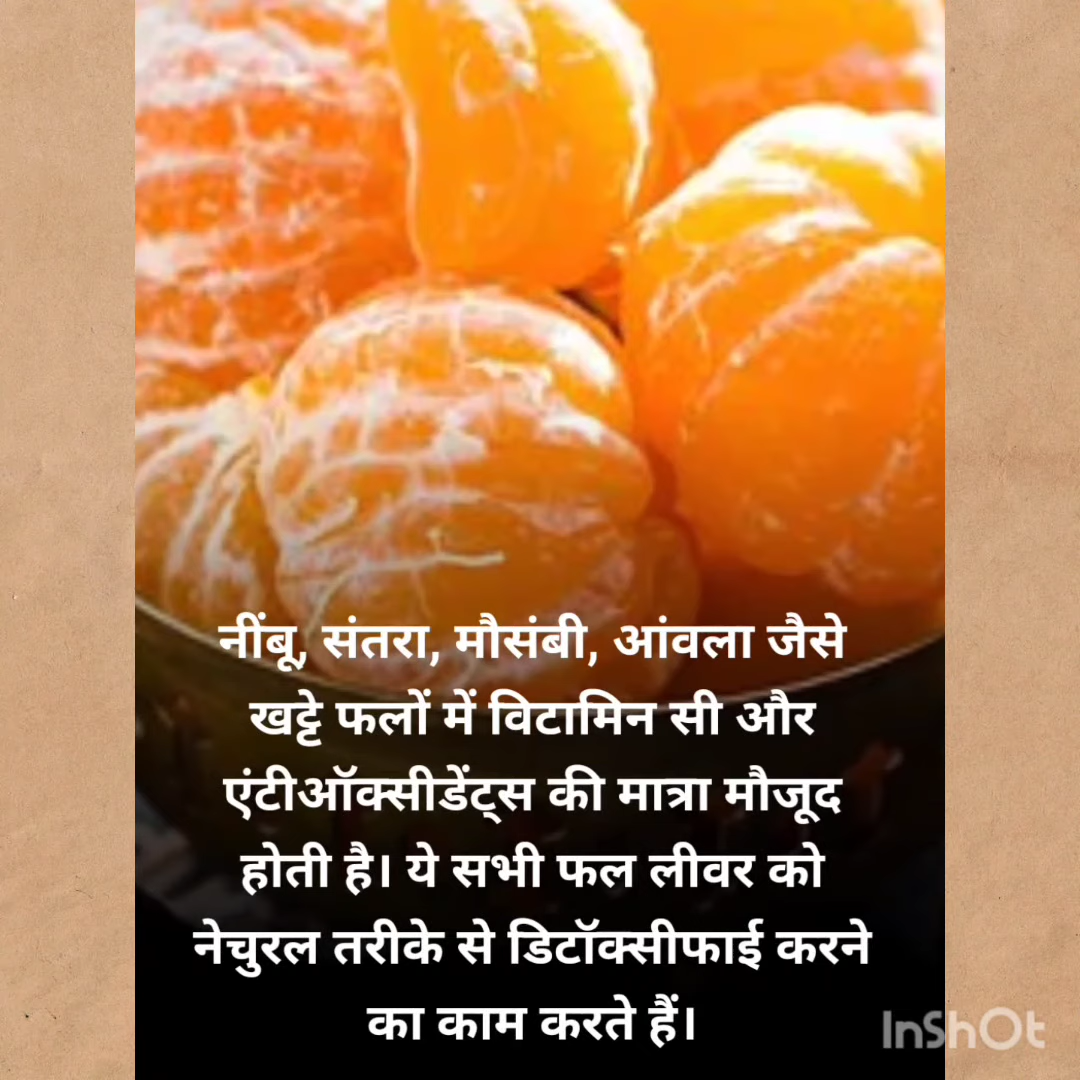 नींबू, संतरा, मौसंबी, आंवला जैसे
खट्टे फलों में विटामिन सी और
एंटीऑक्सीडेंट्स की मात्रा मौजूद
होती है। ये सभी फल लीवर को
नेचुरल तरीके से डिटॉक्सीफाई करने
का काम करते हैं।
InShOt